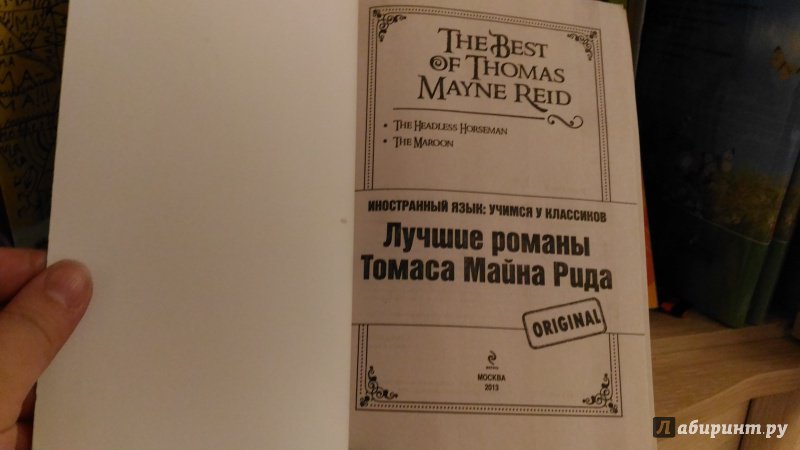 THE BEST
OF THOMAS
MAYNE REID
• THE HEADLESS HORSEMAN
• THE MAROON
ИНОСТРАННЫЙ ЯЗЫК: УЧИМСЯ У КЛАССИКОВ
Лучшие романы
Томаса Майна Рида
ORIGINAL
МОСКВА
2013
Лабиринт.ру